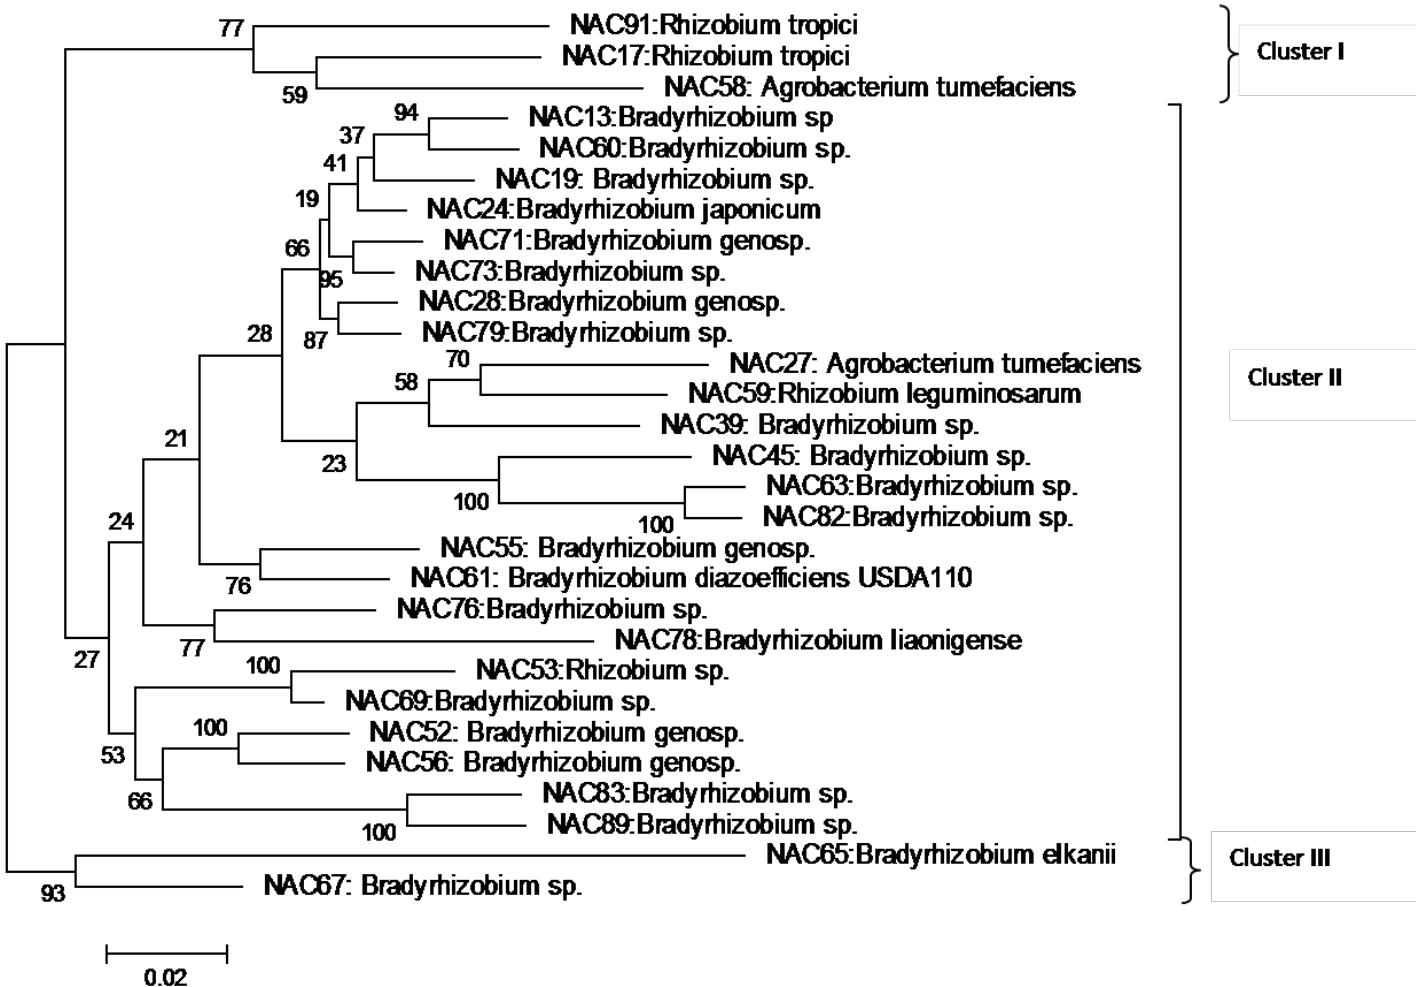 77
NAC91:Rhizobium tropici
NAC17:Rhizobium tropici
Cluster I
59
NAC58: Agrobacterium tumefaciens
94
NAC13:Bradyrhizobium sp
37
NAC60:Bradyrhizobium sp.
41
NAC19: Bradyrhizobium sp.
19
NAC24:Bradyrhizobium japonicum
66
NAC71:Bradyrhizobium genosp.
95
NAC73:Bradyrhizobium sp.
NAC28:Bradyrhizobium genosp.
28
87
NAC79:Bradyrhizobium sp.
70
NAC27: Agrobacterium tumefaciens
Cluster II
58
NAC59:Rhizobium leguminosarum
NAC39: Bradyrhizobium sp.
21
23
NAC45: Bradyrhizobium sp.
NAC63:Bradyrhizobium sp.
100
NAC82:Bradyrhizobium sp.
100
24
NAC55: Bradyrhizobium genosp.
76
NAC61: Bradyrhizobium diazoefficiens USDA110
NAC76:Bradyrhizobium sp.
77
NAC78:Bradyrhizobium liaonigense
27
100
NAC53:Rhizobium sp.
NAC69:Bradyrhizobium sp.
100
NAC52: Bradyrhizobium genosp.
53
NAC56: Bradyrhizobium genosp.
66
NAC83:Bradyrhizobium sp.
100
NAC89:Bradyrhizobium sp.
NAC65:Bradyrhizobium elkanii
Cluster III
93
NAC67: Bradyrhizobium sp.
0.02